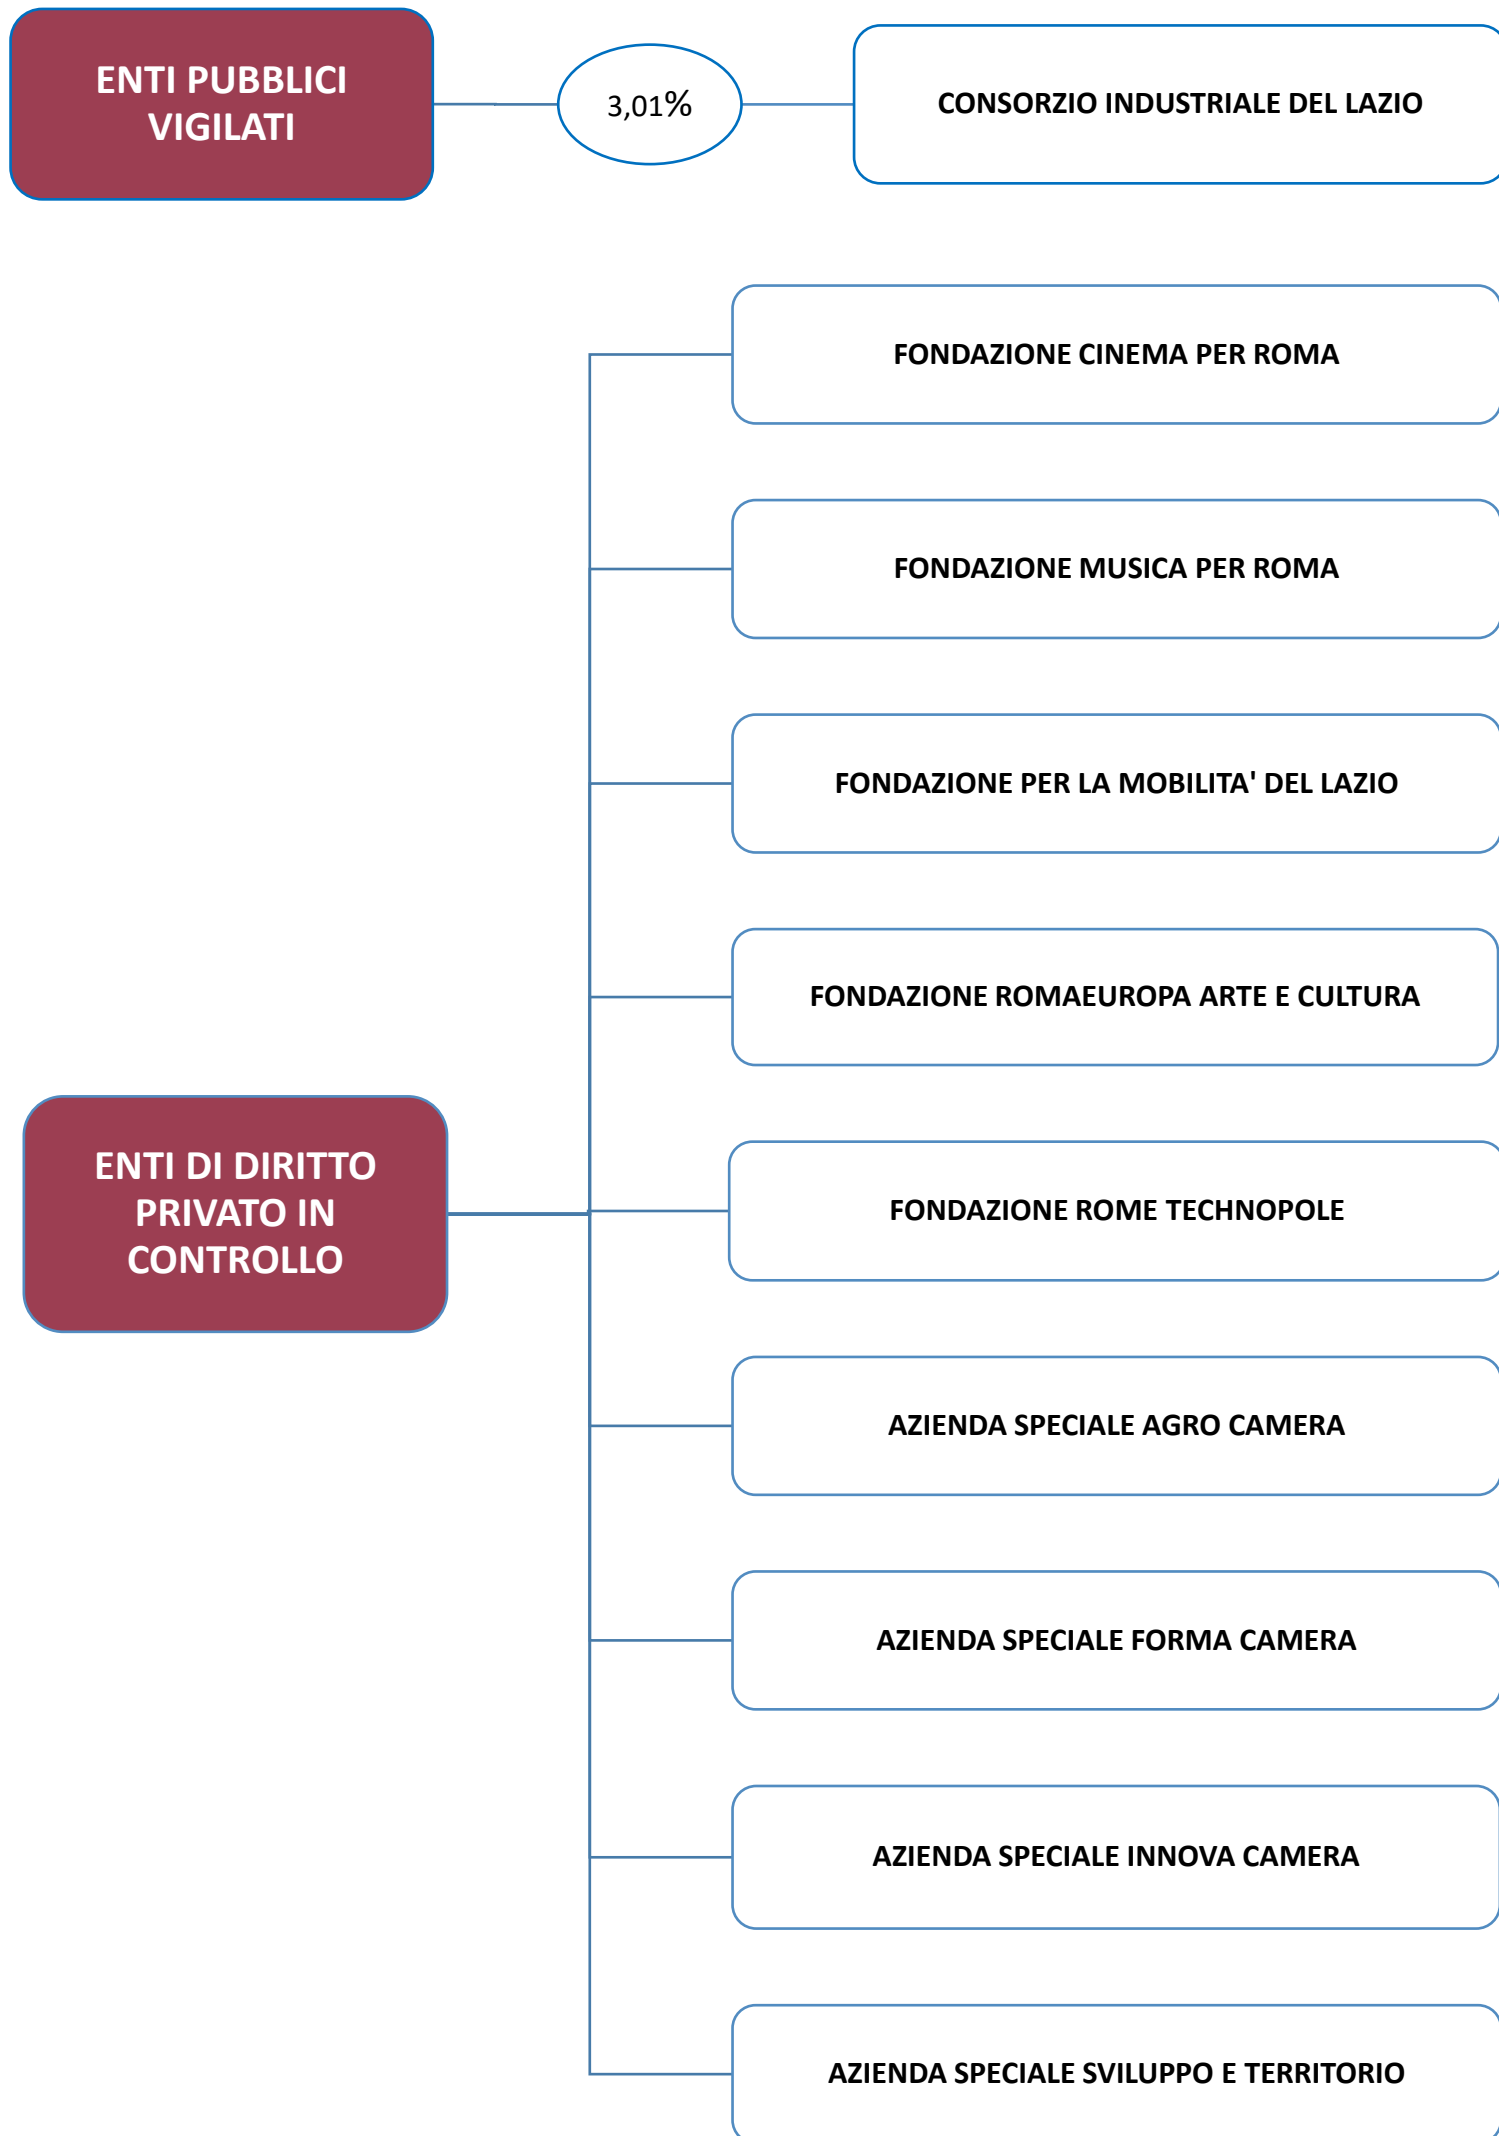 ENTI PUBBLICI
VIGILATI
3,01%
CONSORZIO INDUSTRIALE DEL LAZIO
FONDAZIONE CINEMA PER ROMA
FONDAZIONE MUSICA PER ROMA
FONDAZIONE PER LA MOBILITA' DEL LAZIO
FONDAZIONE ROMAEUROPA ARTE E CULTURA
ENTI DI DIRITTO
PRIVATO IN
CONTROLLO
FONDAZIONE ROME TECHNOPOLE
AZIENDA SPECIALE AGRO CAMERA
AZIENDA SPECIALE FORMA CAMERA
AZIENDA SPECIALE INNOVA CAMERA
AZIENDA SPECIALE SVILUPPO E TERRITORIO